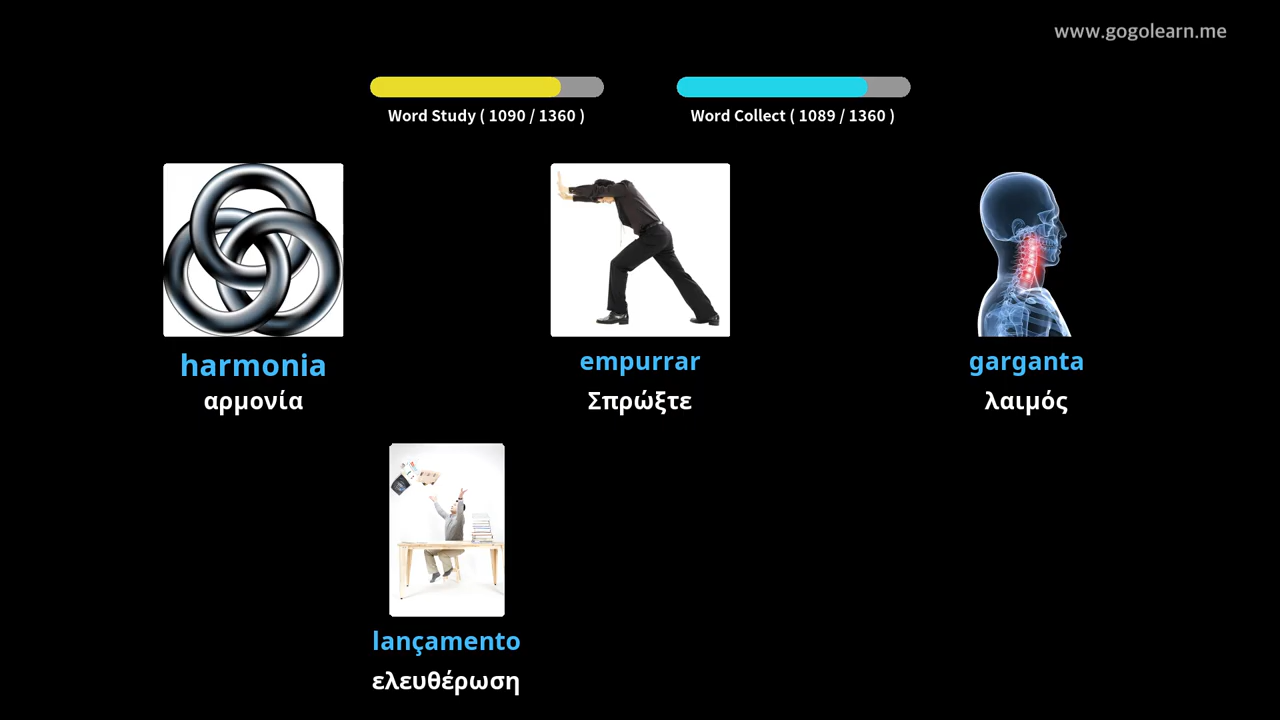 www.gogolearn.me
Word Study ( 1090 / 1360 )
Word Collect ( 1089 / 1360 )
harmonia
αρμονία
empurrar
Σπρώξτε
garganta
λαιμός
lançamento
ελευθέρωση